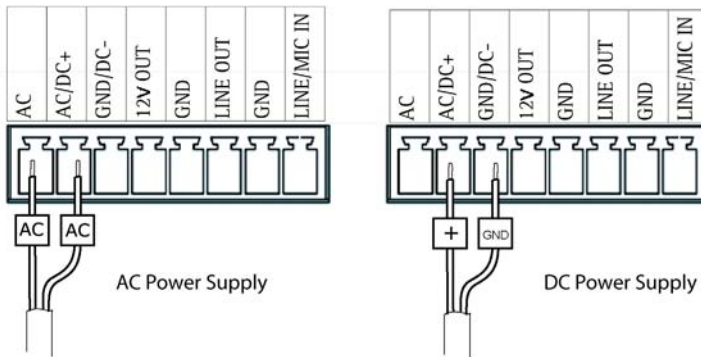 AC
AC/DC+
GND/DC-
12V OUT
GND
LINE OUT
GND
LINE/MIC IN
AC
AC
AC Power Supply
AC
AC/DC+
GND/DC-
12V OUT
GND
LINE OUT
GND
LINE/MIC IN
+
GND
DC Power Supply